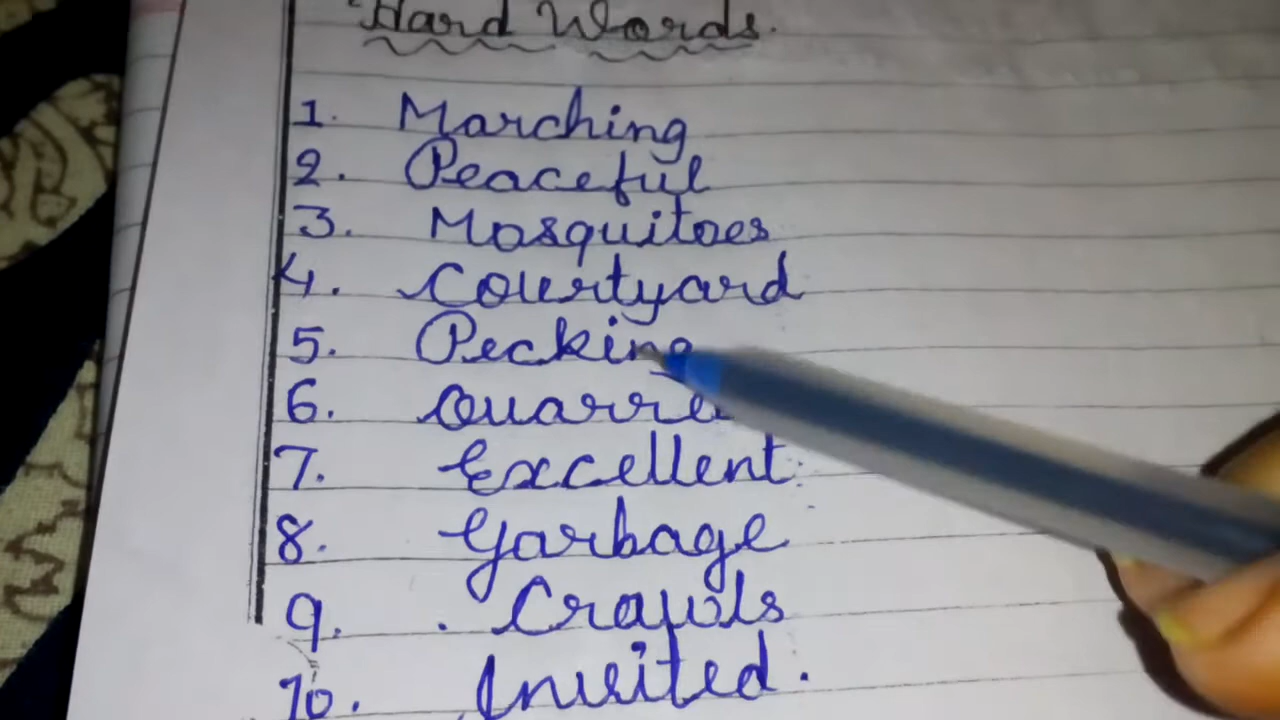 Hard Words.
1. Marching
2. Peaceful
3. Mosquitoes
4. Courtyard
5. Pecking
6.
7. Excellent
8. Garbage
9. Crawls
10. Invited.